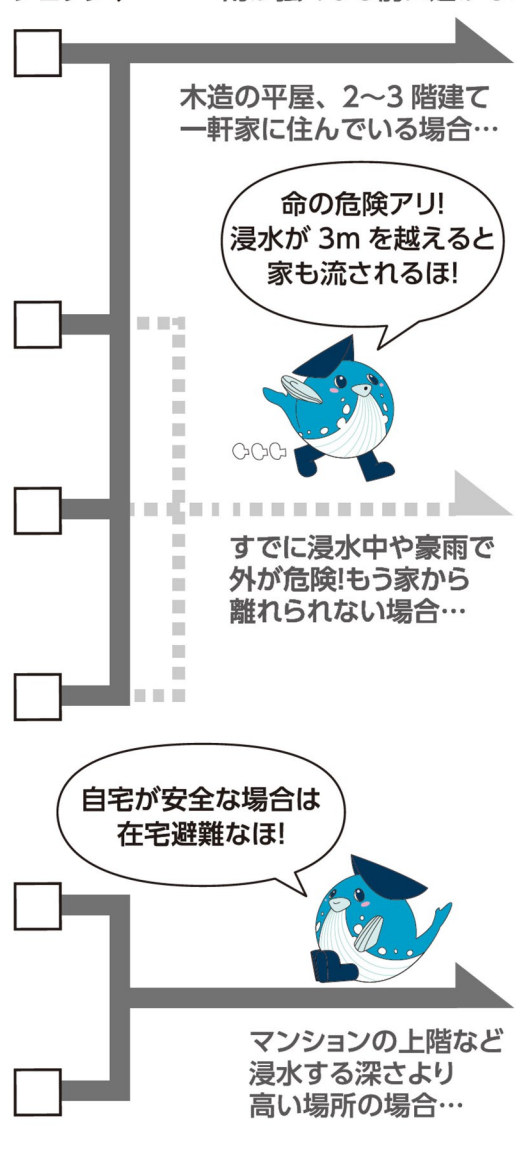 木造の平屋、2～3階建て
一軒家に住んでいる場合…
命の危険アリ!
浸水が 3m を越えると
家も流されるほ!
すでに浸水中や豪雨で
外が危険!もう家から
離れられない場合…
自宅が安全な場合は
在宅避難なほ!
マンションの上階など
浸水する深さより
高い場所の場合…